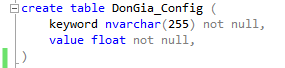 create table DonGia_Config (
keyword nvarchar(255) not null,
value float not null,
)